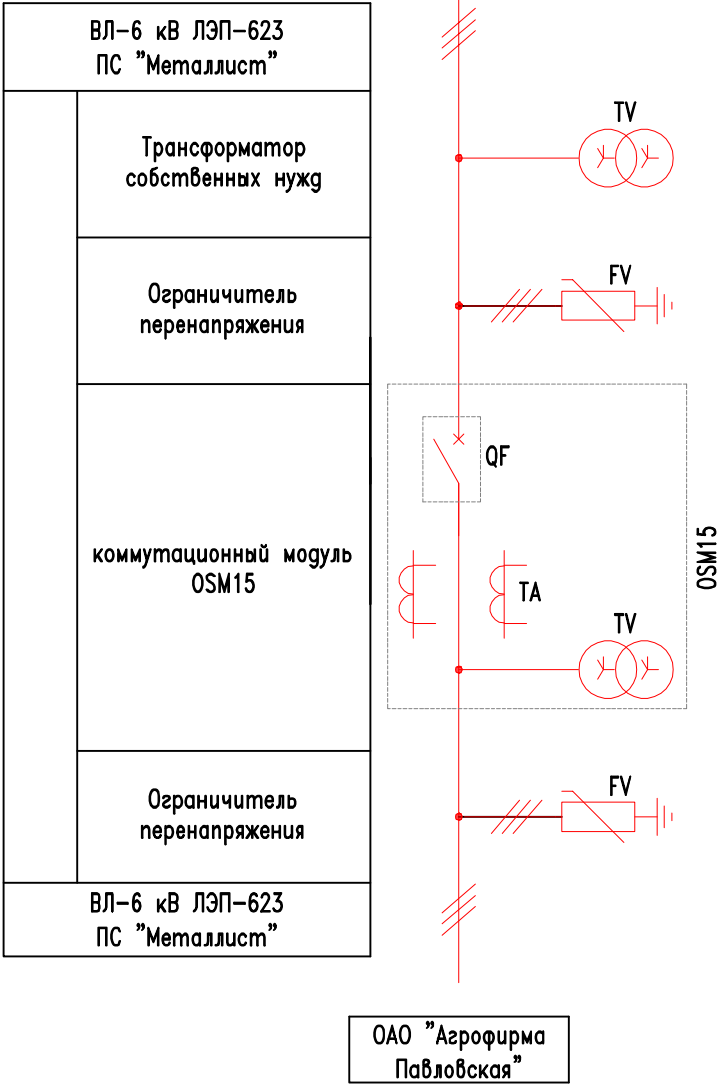 ВЛ-6 кВ ЛЭП-623
ПС "Металлист"
TV
Трансформатор
собственных нужд
FV
Ограничитель
перенапряжения
QF
коммутационный модуль
OSM15
TA
OSM15
TV
FV
Ограничитель
перенапряжения
ВЛ-6 кВ ЛЭП-623
ПС "Металлист"
ОАО "Агрофирма
Павловская"